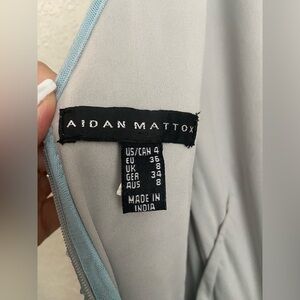 AIDAN MATTOX
US/CAN 4
EU 36
UK 8
GER 34
AUS 8
MADE IN
INDIA